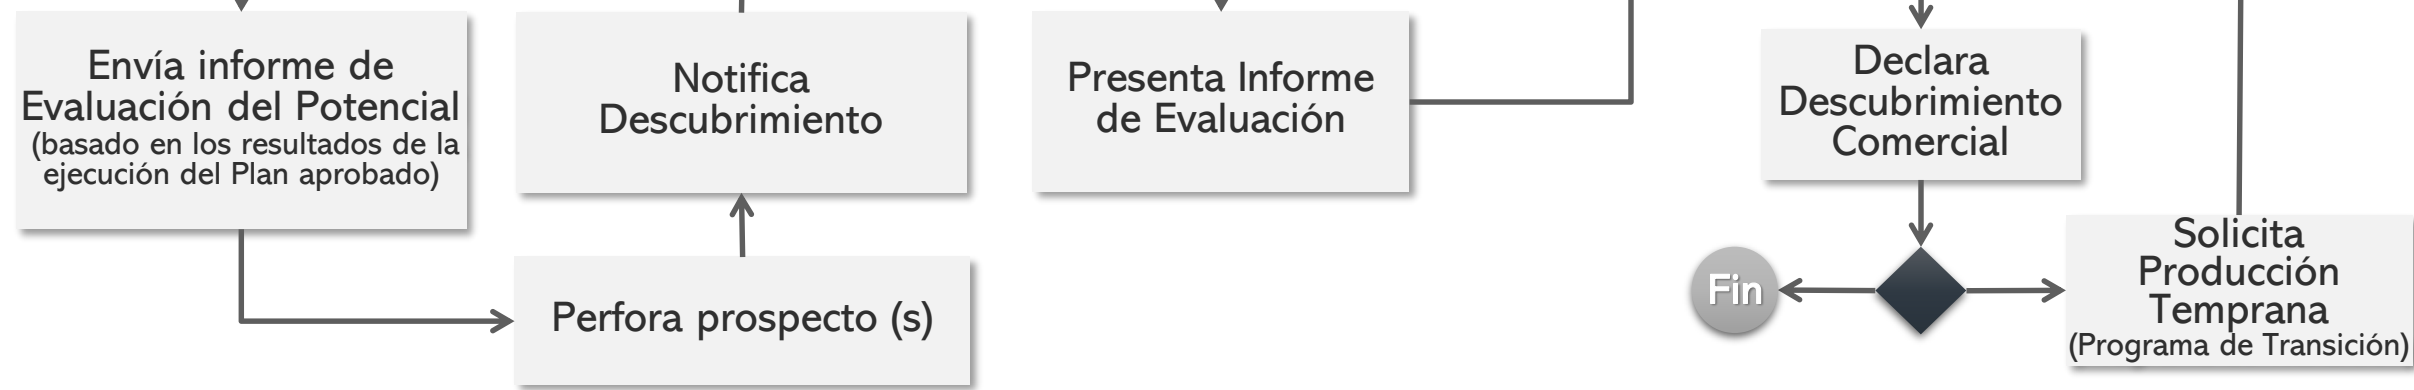 Envía informe de
Evaluación del Potencial
(basado en los resultados de la
ejecución del Plan aprobado)
Notifica
Descubrimiento
Perfora prospecto (s)
Presenta Informe
de Evaluación
Declara
Descubrimiento
Comercial
Fin
Solicita
Producción
Temprana
(Programa de Transición)